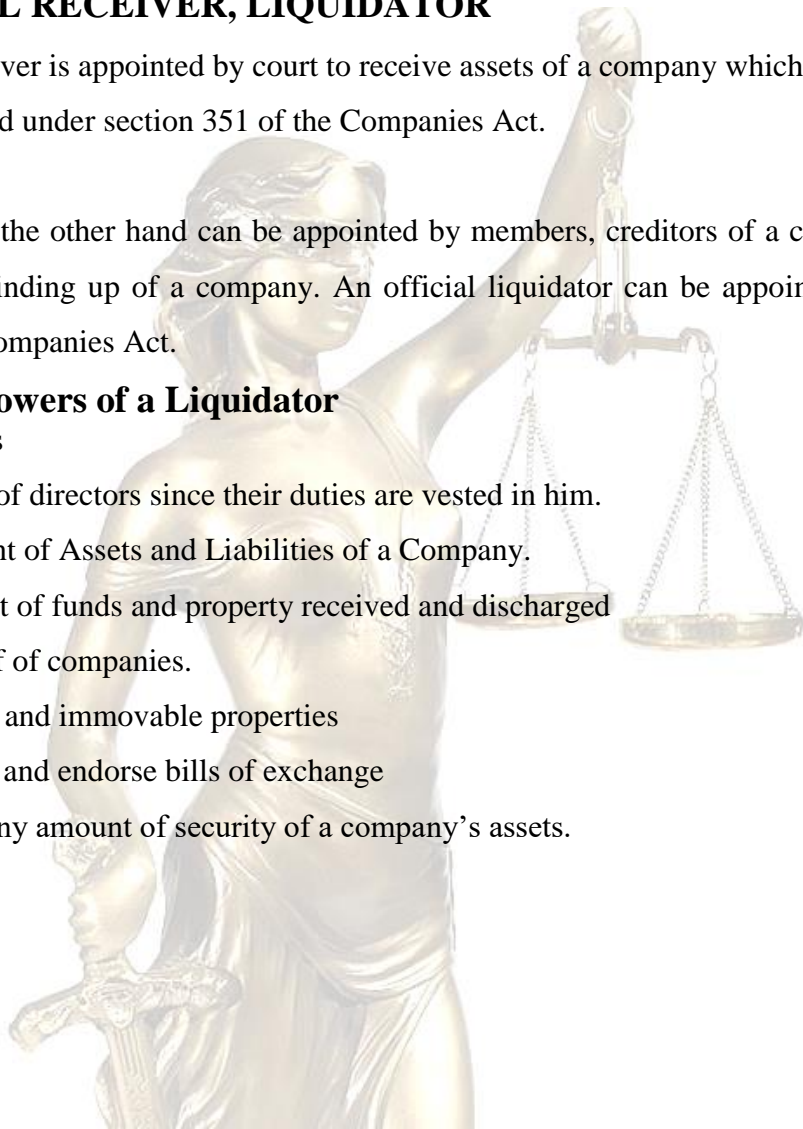 L RECEIVER, LIQUIDATOR
ver is appointed by court to receive assets of a company which
d under section 351 of the Companies Act.
the other hand can be appointed by members, creditors of a c
inding up of a company. An official liquidator can be appoin
ompanies Act.
owers of a Liquidator
s
of directors since their duties are vested in him.
nt of Assets and Liabilities of a Company.
t of funds and property received and discharged
f of companies.
and immovable properties
and endorse bills of exchange
ny amount of security of a company’s assets.